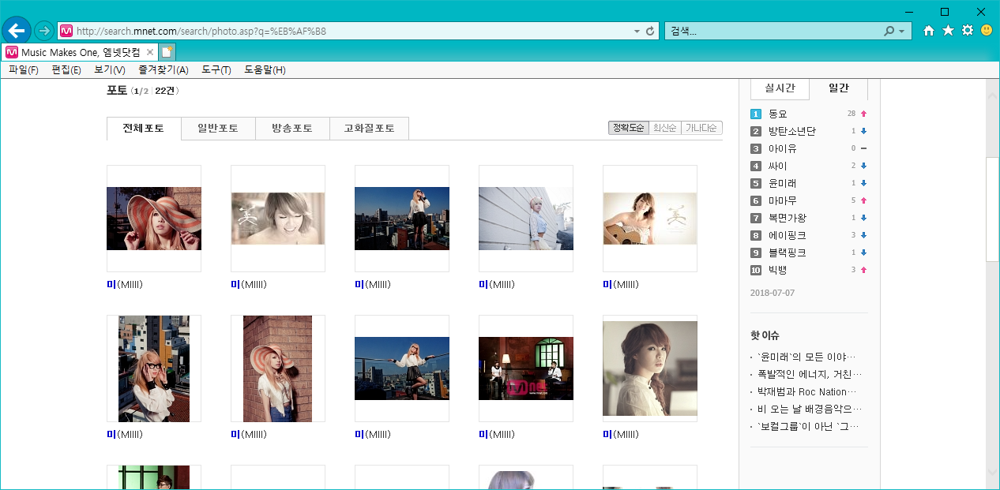 http://search.mnet.com/search/photo.asp?q=%EB%AF%B8
검색...
Music Makes One, 엠넷닷컴
파일(F) 편집(E) 보기(V) 즐겨찾기(A) 도구(T) 도움말(H)
포토 (1/2 | 22건)
전체포토 일반포토 방송포토 고화질포토
정확도순 최신순 가나다순
미(MIIII) 미(MIIII) 미(MIIII) 미(MIIII) 미(MIIII)
미(MIIII) 미(MIIII) 미(MIIII) 미(MIIII) 미(MIIII)
실시간 일간
1 동요 28
2 방탄소년단 1
3 아이유 0
4 싸이 2
5 윤미래 1
6 마마무 5
7 복면가왕 1
8 에이핑크 3
9 블랙핑크 1
10 빅뱅 3
2018-07-07
핫 이슈
· `윤미래`의 모든 이야…
· 폭발적인 에너지, 거친…
· 박재범과 Roc Nation…
· 비 오는 날 배경음악으…
· `보컬그룹`이 아닌 `그…